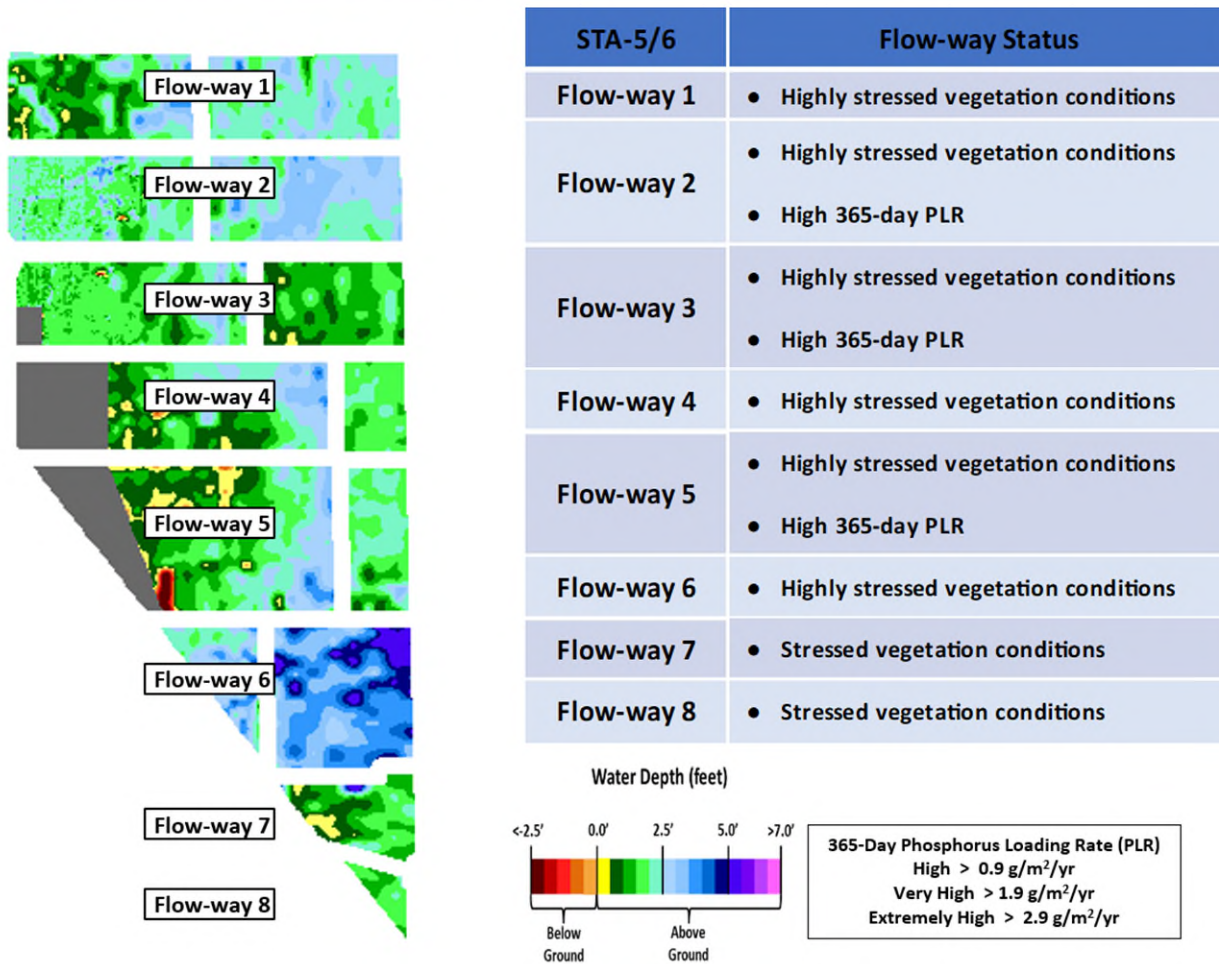 Flow-way 1
Flow-way 2
Flow-way 3
Flow-way 4
Flow-way 5
Flow-way 6
Flow-way 7
Flow-way 8
STA-5/6 Flow-way Status
Flow-way 1 ● Highly stressed vegetation conditions
Flow-way 2 ● Highly stressed vegetation conditions
● High 365-day PLR
Flow-way 3 ● Highly stressed vegetation conditions
● High 365-day PLR
Flow-way 4 ● Highly stressed vegetation conditions
Flow-way 5 ● Highly stressed vegetation conditions
● High 365-day PLR
Flow-way 6 ● Highly stressed vegetation conditions
Flow-way 7 ● Stressed vegetation conditions
Flow-way 8 ● Stressed vegetation conditions
Water Depth (feet)
<-2.5' 0.0' 2.5' 5.0' >7.0'
Below Ground
Above Ground
365-Day Phosphorus Loading Rate (PLR)
High > 0.9 g/m²/yr
Very High > 1.9 g/m²/yr
Extremely High > 2.9 g/m²/yr